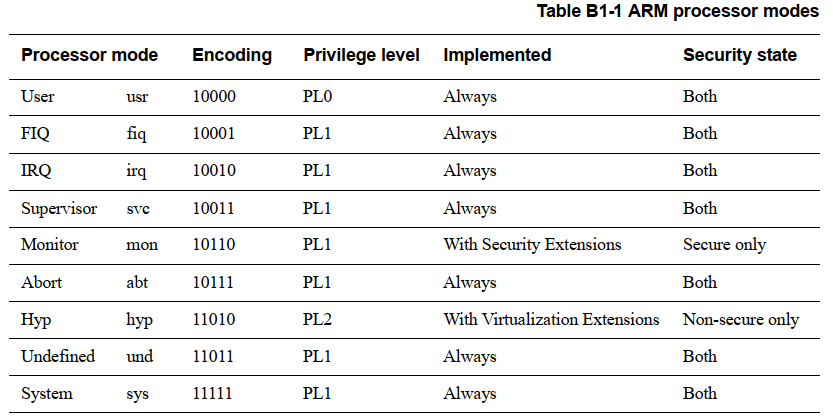 Table B1-1 ARM processor modes
Processor mode Encoding Privilege level Implemented Security state
User usr 10000 PL0 Always Both
FIQ fiq 10001 PL1 Always Both
IRQ irq 10010 PL1 Always Both
Supervisor svc 10011 PL1 Always Both
Monitor mon 10110 PL1 With Security Extensions Secure only
Abort abt 10111 PL1 Always Both
Hyp hyp 11010 PL2 With Virtualization Extensions Non-secure only
Undefined und 11011 PL1 Always Both
System sys 11111 PL1 Always Both